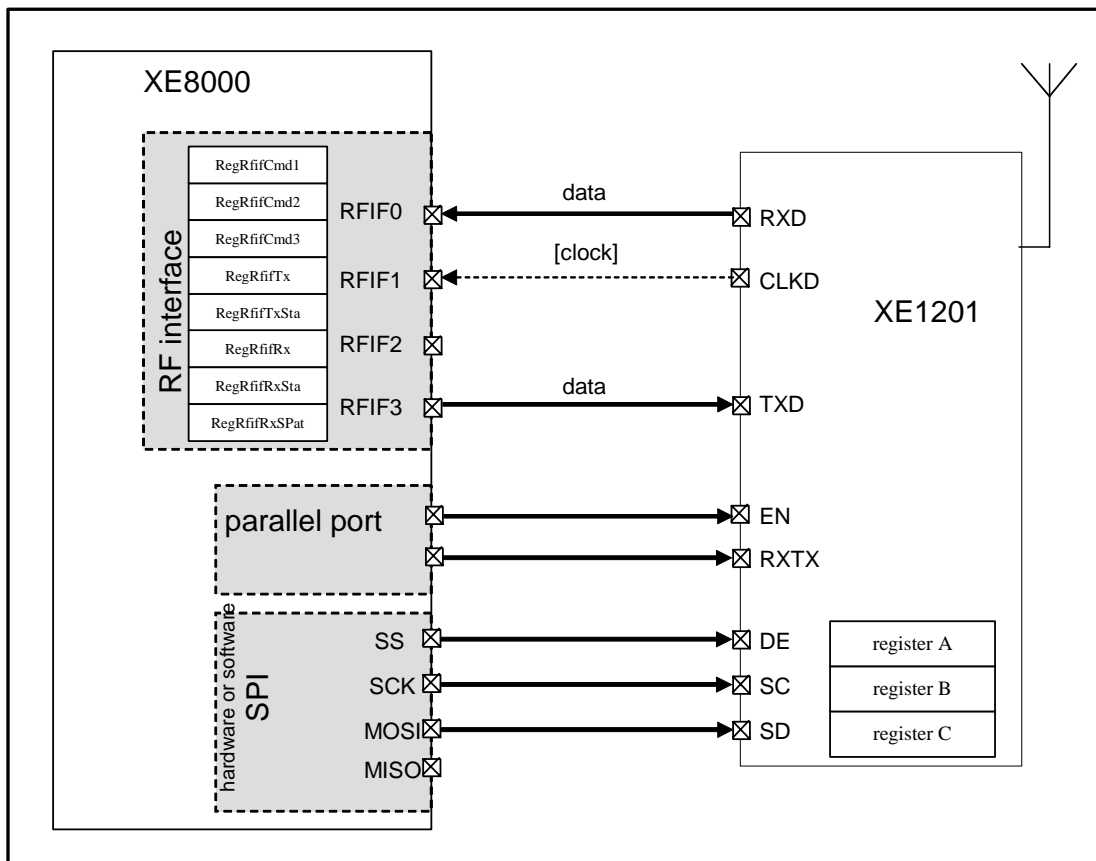 XE8000
RF interface
RegRfifCmd1
RegRfifCmd2
RegRfifCmd3
RegRfifTx
RegRfifTxSta
RegRfifRx
RegRfifRxSta
RegRfifRxSPat
RFIF0
RFIF1
RFIF2
RFIF3
data
[clock]
data
RXD
CLKD
TXD
XE1201
parallel port
EN
RXTX
hardware or software
SPI
SS
SCK
MOSI
MISO
DE
SC
SD
register A
register B
register C